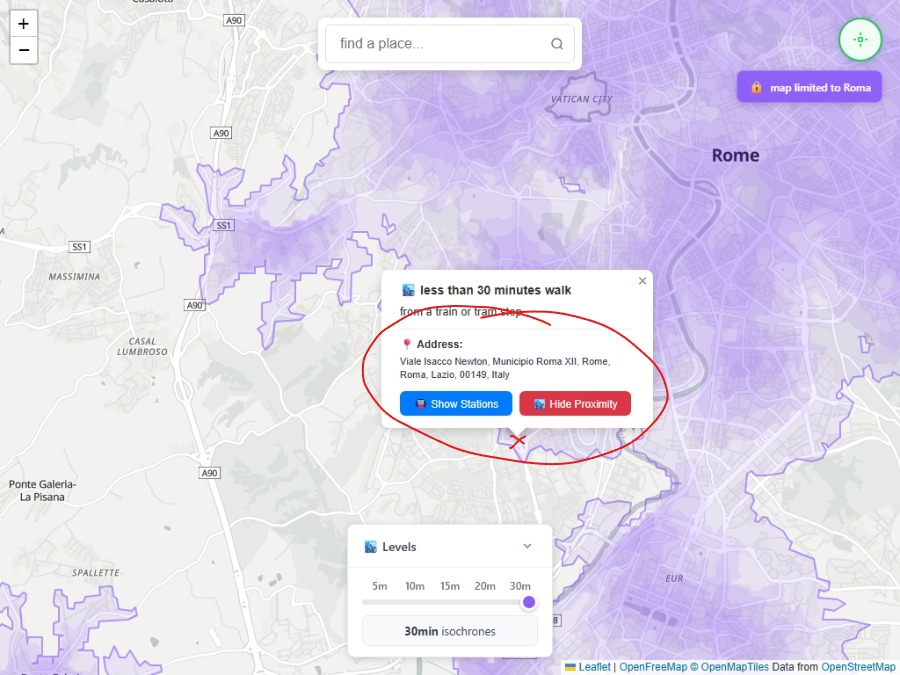 Casalotti
+
−
A90
find a place...
map limited to Roma
VATICAN CITY
A90
Rome
SS1
A
SS1
MASSIMINA
A90
CASAL
LUMBROSO
less than 30 minutes walk
×
from a train or tram stop
Address:
Viale Isacco Newton, Municipio Roma XII, Rome,
Roma, Lazio, 00149, Italy
Show Stations
Hide Proximity
A90
Ponte Galeria-
La Pisana
Levels
5m 10m 15m 20m 30m
30min isochrones
SPALLETTE
EUR
8
Leaflet | OpenFreeMap © OpenMapTiles Data from OpenStreetMap